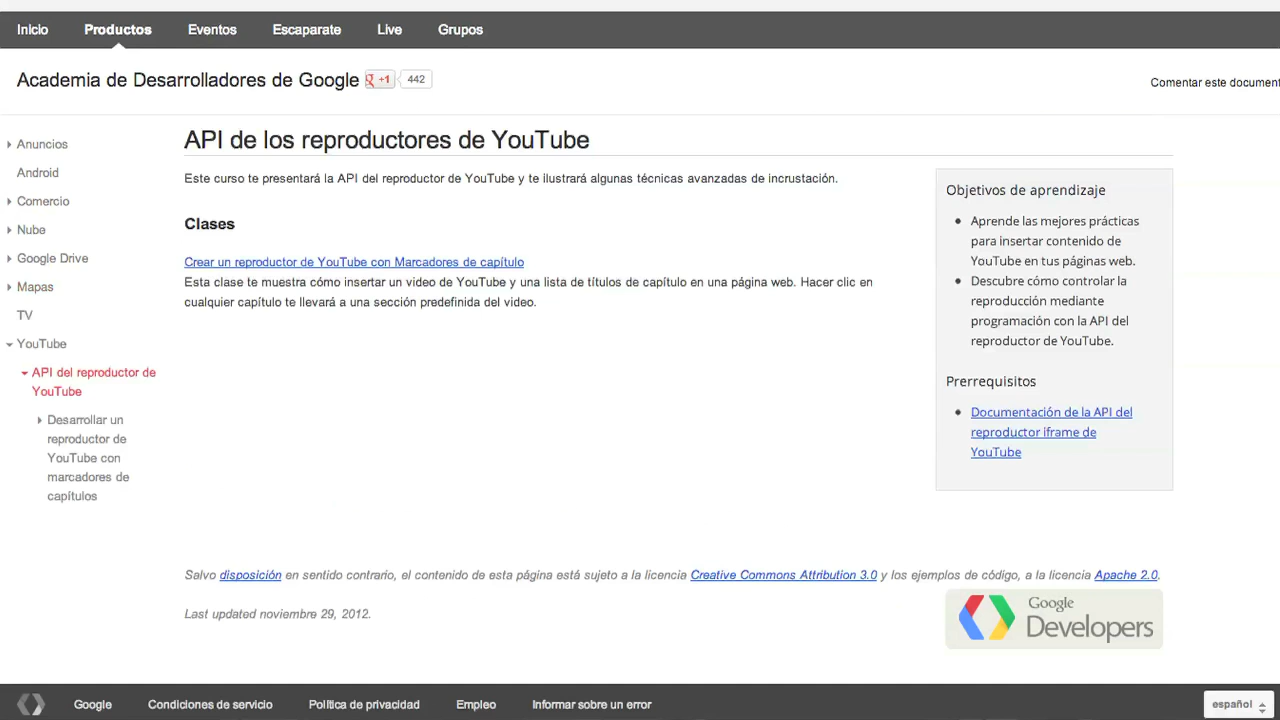 Inicio Productos Eventos Escaparate Live Grupos
Academia de Desarrolladores de Google +1 442
Comentar este document
Anuncios
Android
Comercio
Nube
Google Drive
Mapas
TV
YouTube
API del reproductor de
YouTube
Desarrollar un
reproductor de
YouTube con
marcadores de
capítulos
API de los reproductores de YouTube
Este curso te presentará la API del reproductor de YouTube y te ilustrará algunas técnicas avanzadas de incrustación.
Clases
Crear un reproductor de YouTube con Marcadores de capítulo
Esta clase te muestra cómo insertar un video de YouTube y una lista de títulos de capítulo en una página web. Hacer clic en
cualquier capítulo te llevará a una sección predefinida del video.
Objetivos de aprendizaje
Aprende las mejores prácticas
para insertar contenido de
YouTube en tus páginas web.
Descubre cómo controlar la
reproducción mediante
programación con la API del
reproductor de YouTube.
Prerrequisitos
Documentación de la API del
reproductor iframe de
YouTube
Salvo disposición en sentido contrario, el contenido de esta página está sujeto a la licencia Creative Commons Attribution 3.0 y los ejemplos de código, a la licencia Apache 2.0.
Last updated noviembre 29, 2012.
Google
Developers
Google Condiciones de servicio Política de privacidad Empleo Informar sobre un error
español